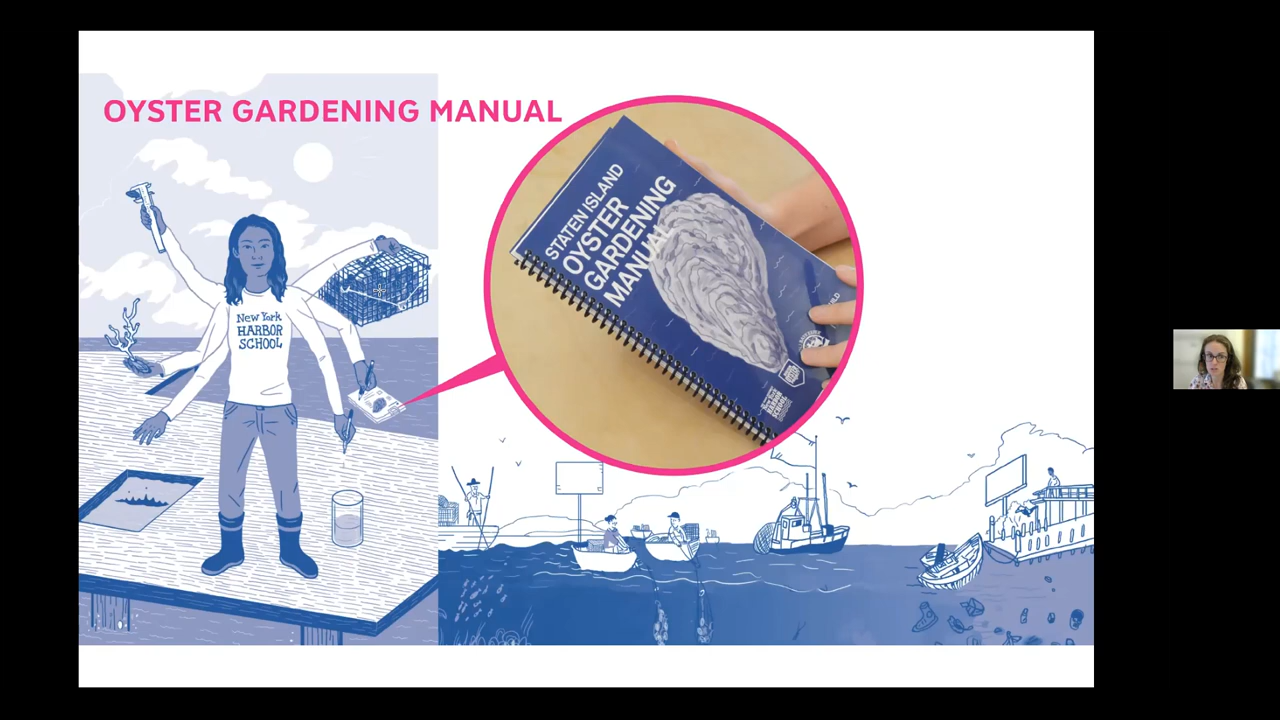 OYSTER GARDENING MANUAL
STATEN ISLAND
OYSTER
GARDENING
MANUAL
New York
HARBOR
SCHOOL